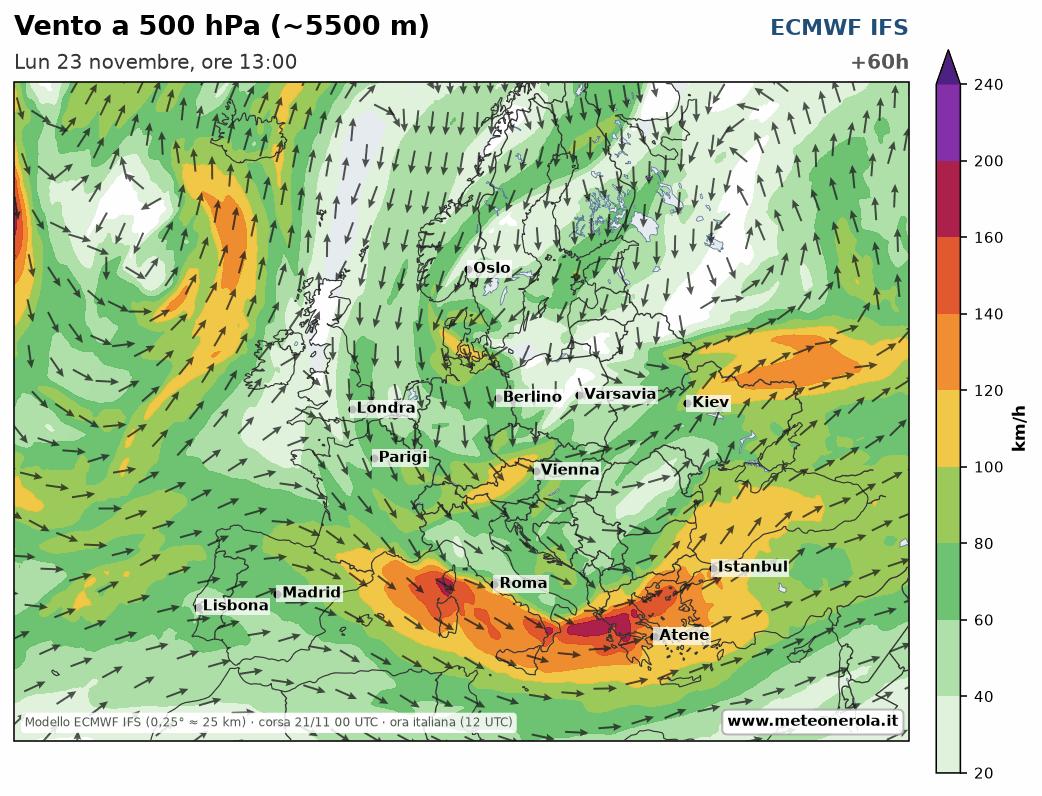 Vento a 500 hPa (~5500 m)
ECMWF IFS
Lun 23 novembre, ore 13:00
+60h
240
200
160
140
120
100
80
60
40
20
km/h
Oslo
Berlino
Varsavia
Kiev
Londra
Parigi
Vienna
Istanbul
Roma
Madrid
Lisbona
Atene
Modello ECMWF IFS (0,25° ≈ 25 km) · corsa 21/11 00 UTC · ora italiana (12 UTC)
www.meteonerola.it